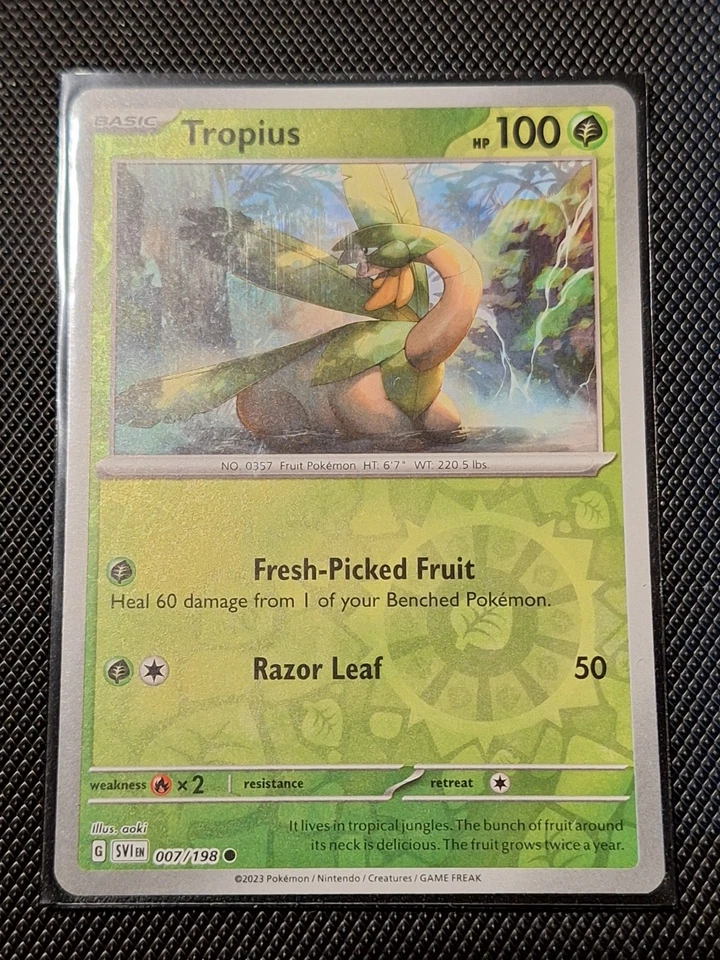 BASIC Tropius HP 100
NO. 0357 Fruit Pokémon HT: 6'7" WT: 220.5 lbs.
Fresh-Picked Fruit
Heal 60 damage from 1 of your Benched Pokémon.
Razor Leaf 50
weakness ×2 resistance retreat
Illus. aoki
It lives in tropical jungles. The bunch of fruit around
its neck is delicious. The fruit grows twice a year.
G SVI EN 007/198
©2023 Pokémon / Nintendo / Creatures / GAME FREAK